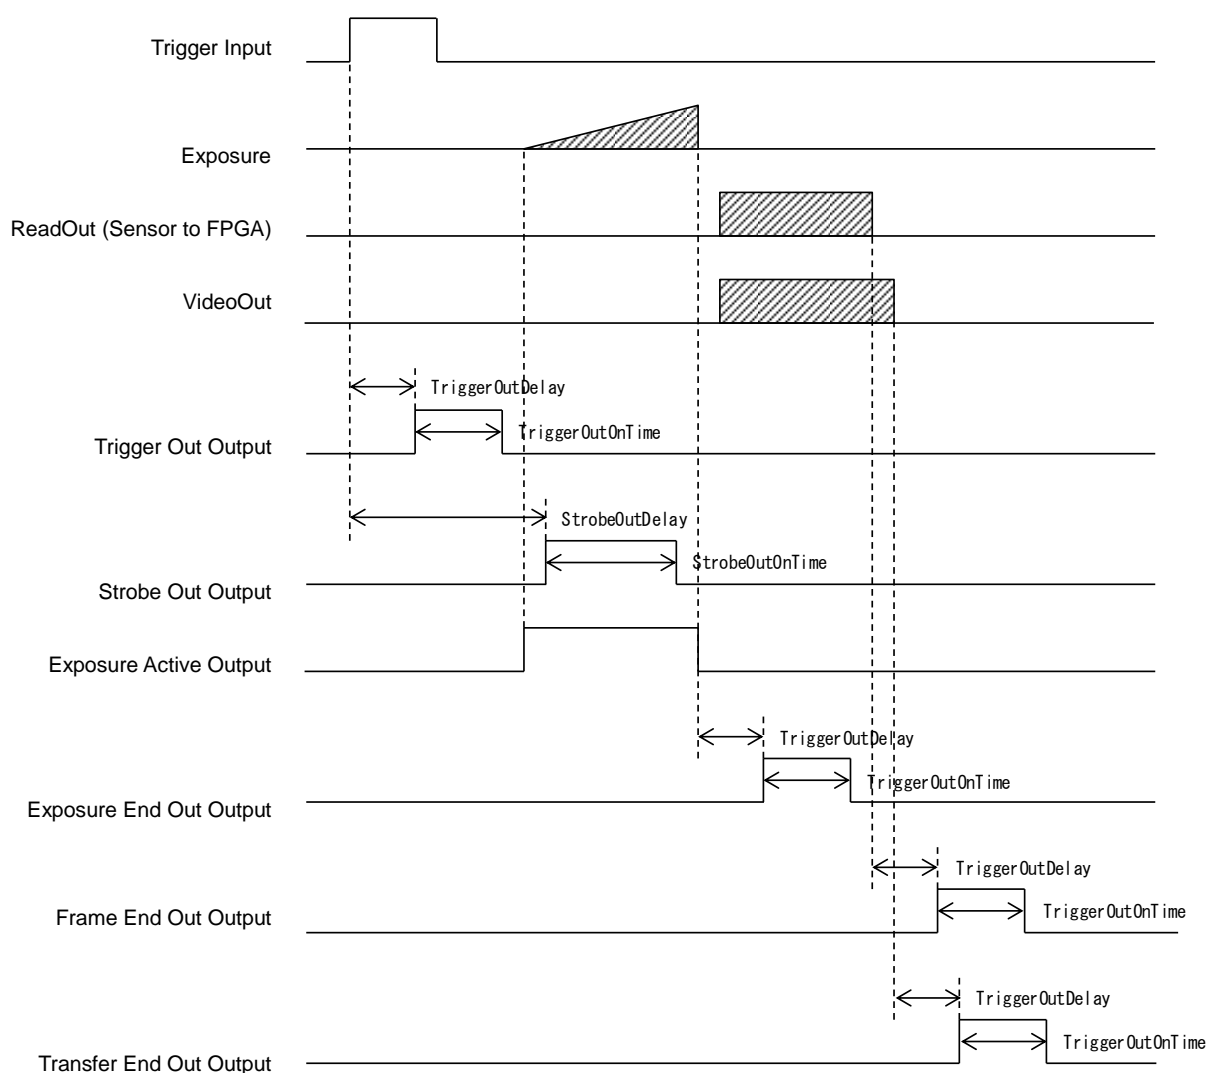 Trigger Input
Exposure
ReadOut (Sensor to FPGA)
VideoOut
TriggerOutDelay
TriggerOutOnTime
Trigger Out Output
StrobeOutDelay
StrobeOutOnTime
Strobe Out Output
Exposure Active Output
TriggerOutDelay
TriggerOutOnTime
Exposure End Out Output
TriggerOutDelay
TriggerOutOnTime
Frame End Out Output
TriggerOutDelay
TriggerOutOnTime
Transfer End Out Output